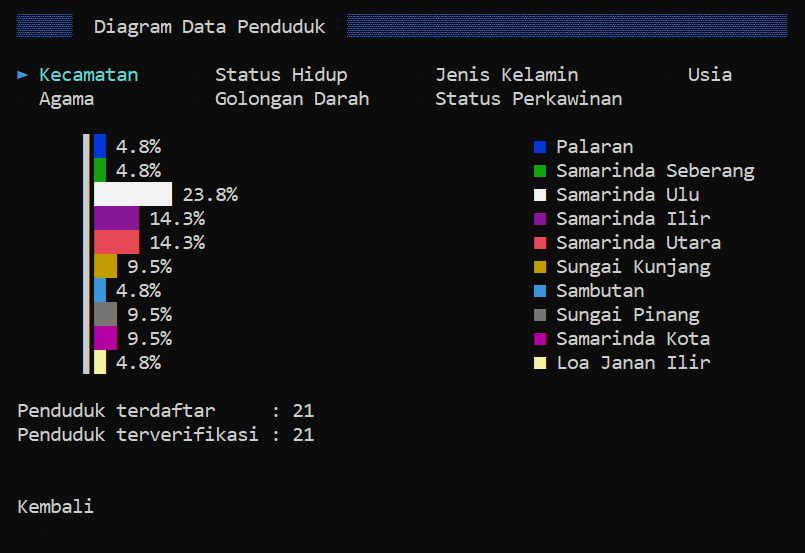 Diagram Data Penduduk
► Kecamatan Status Hidup Jenis Kelamin Usia
Agama Golongan Darah Status Perkawinan
4.8% Palaran
4.8% Samarinda Seberang
23.8% Samarinda Ulu
14.3% Samarinda Ilir
14.3% Samarinda Utara
9.5% Sungai Kunjang
4.8% Sambutan
9.5% Sungai Pinang
9.5% Samarinda Kota
4.8% Loa Janan Ilir
Penduduk terdaftar : 21
Penduduk terverifikasi : 21
Kembali